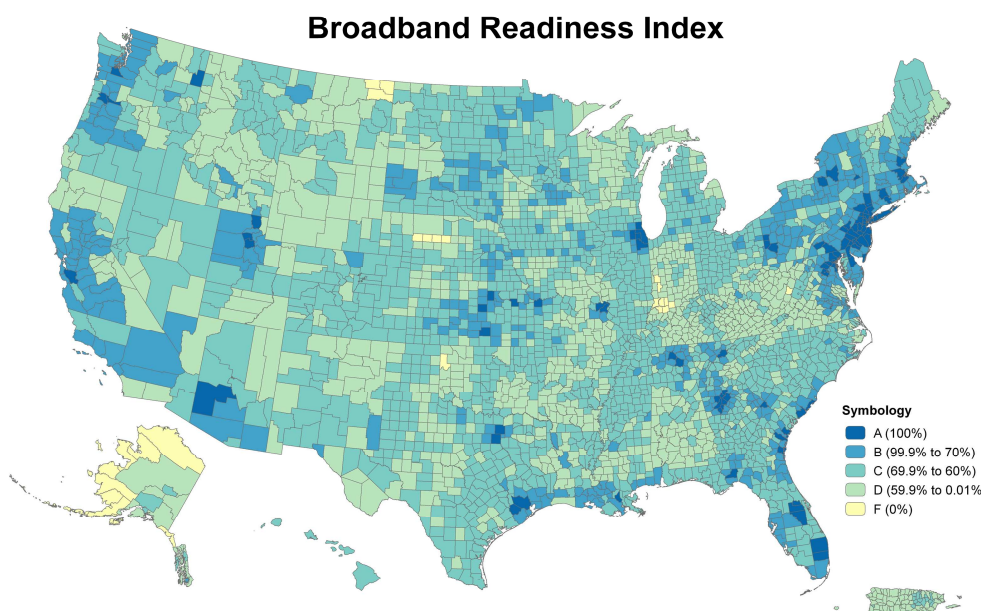 Broadband Readiness Index
Symbology
A (100%)
B (99.9% to 70%)
C (69.9% to 60%)
D (59.9% to 0.01%
F (0%)